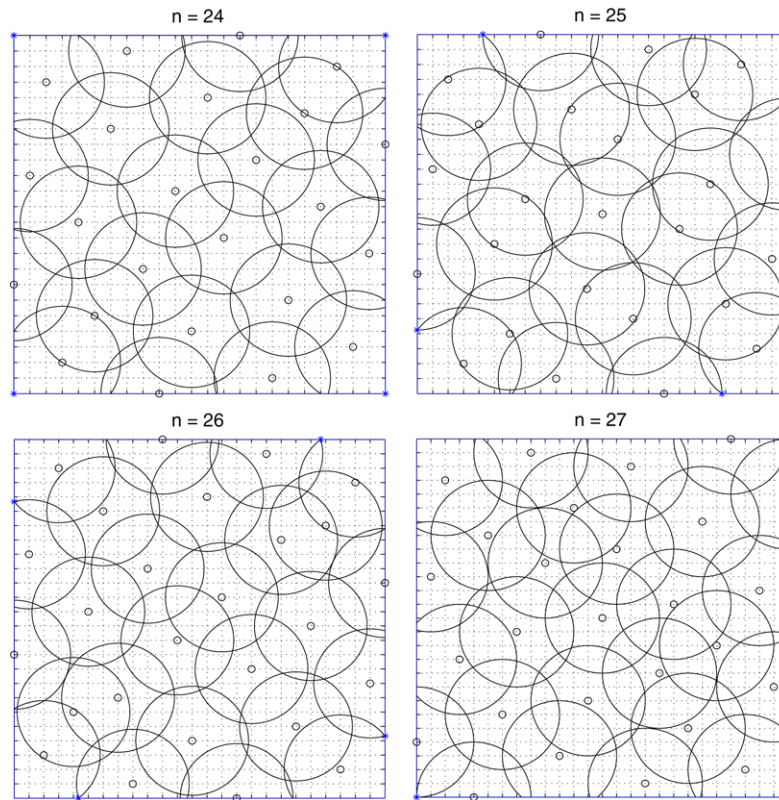 n = 24
n = 25
n = 26
n = 27